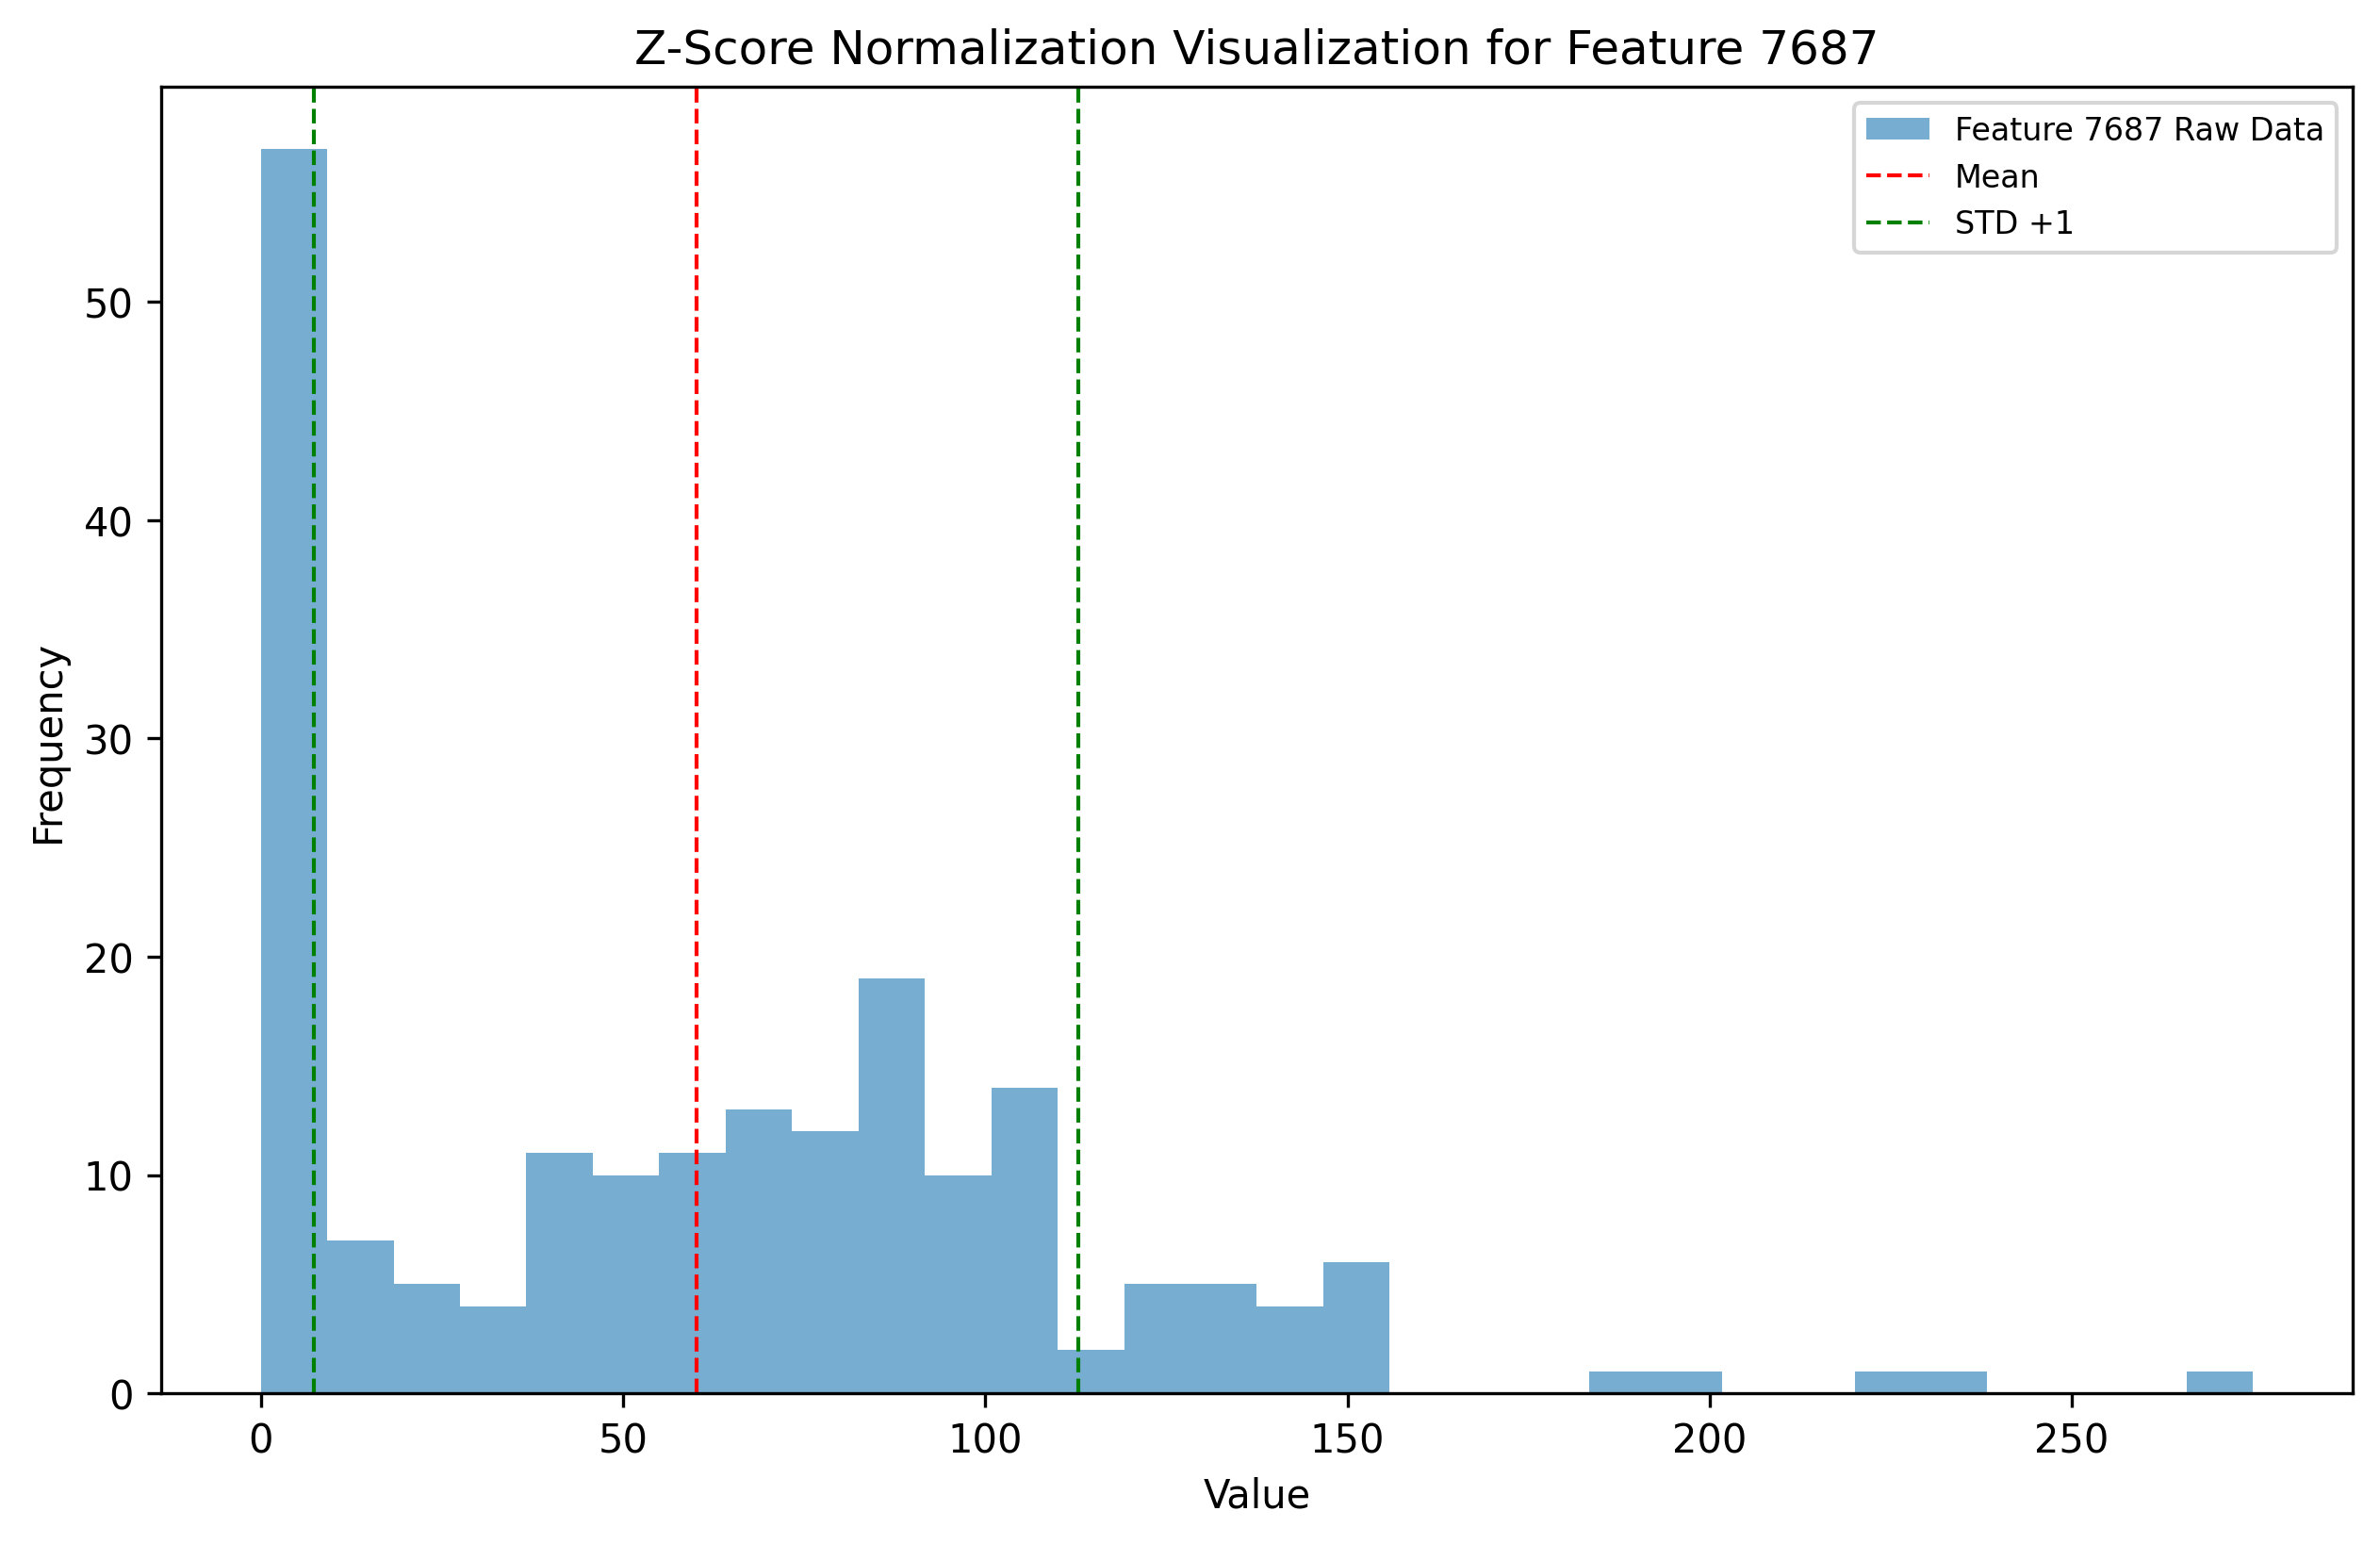 Z-Score Normalization Visualization for Feature 7687
Feature 7687 Raw Data
Mean
STD +1
Frequency
50
40
30
20
10
0
0 50 100 150 200 250
Value